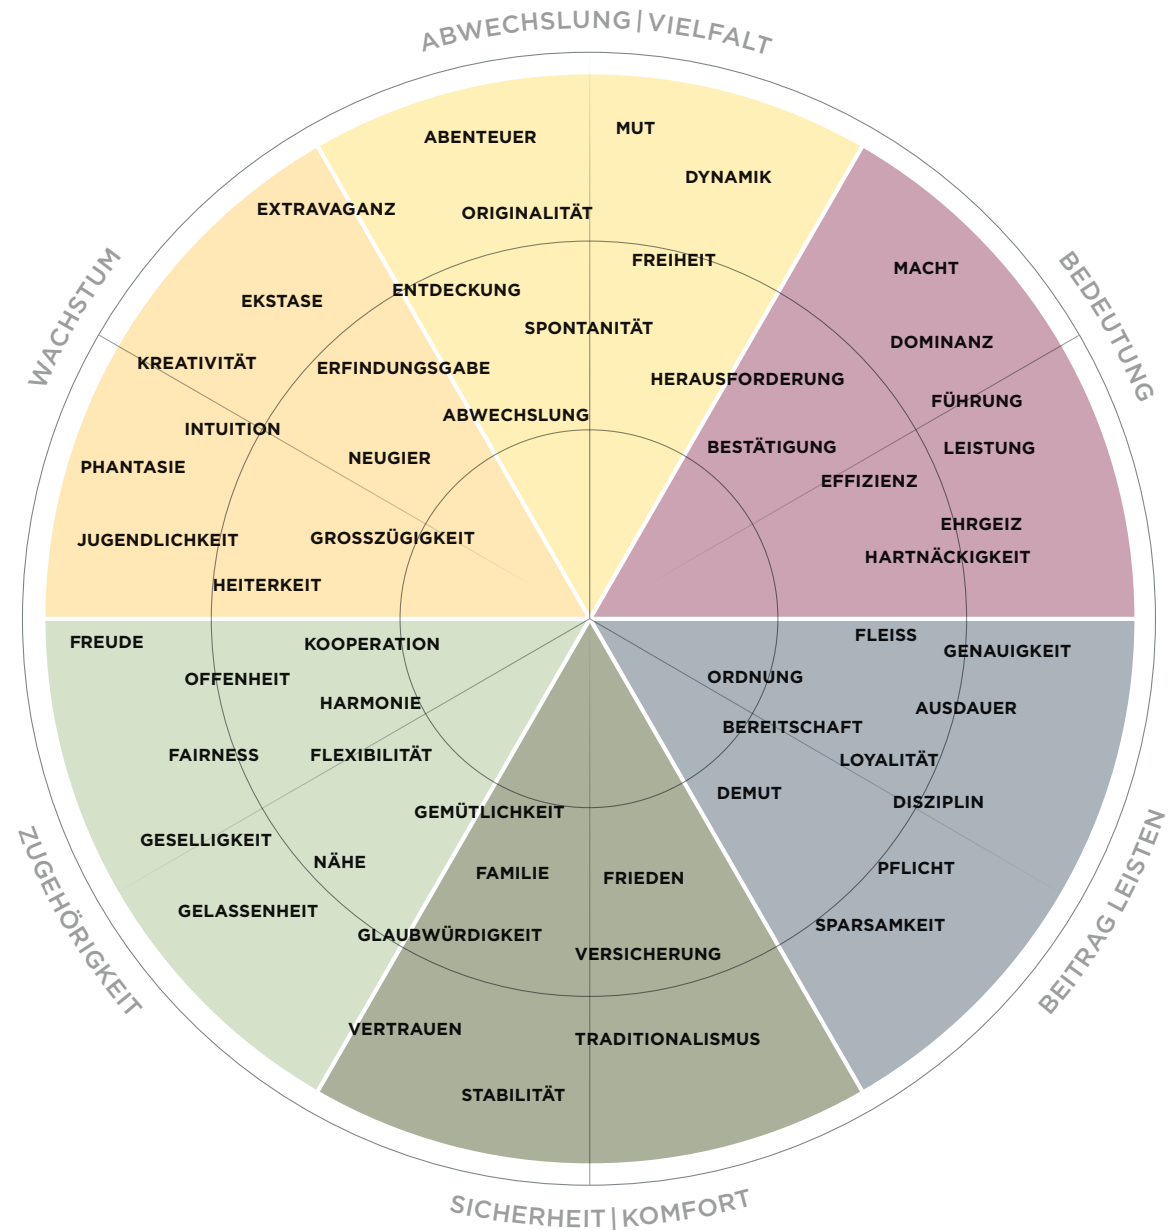 ABWECHSLUNG|VIELFALT
MUT
ABENTEUER
DYNAMIK
EXTRAVAGANZ
ORIGINALITÄT
FREIHEIT
MACHT
BEDEUTUNG
WACHSTUM
ENTDECKUNG
EKSTASE
SPONTANITÄT
DOMINANZ
KREATIVITÄT
ERFINDUNGSGABE
HERAUSFORDERUNG
FÜHRUNG
ABWECHSLUNG
INTUITION
BESTÄTIGUNG
LEISTUNG
NEUGIER
PHANTASIE
EFFIZIENZ
EHRGEIZ
GROSSZÜGIGKEIT
JUGENDLICHKEIT
HARTNÄCKIGKEIT
HEITERKEIT
FREUDE
KOOPERATION
FLEISS
GENAUIGKEIT
OFFENHEIT
ORDNUNG
HARMONIE
AUSDAUER
BEREITSCHAFT
FAIRNESS
FLEXIBILITÄT
LOYALITÄT
DEMUT
DISZIPLIN
GEMÜTLICHKEIT
GESELLIGKEIT
NÄHE
PFLICHT
FAMILIE
FRIEDEN
GELASSENHEIT
SPARSAMKEIT
ZUGEHÖRIGKEIT
BEITRAG LEISTEN
GLAUBWÜRDIGKEIT
VERSICHERUNG
VERTRAUEN
TRADITIONALISMUS
STABILITÄT
SICHERHEIT|KOMFORT